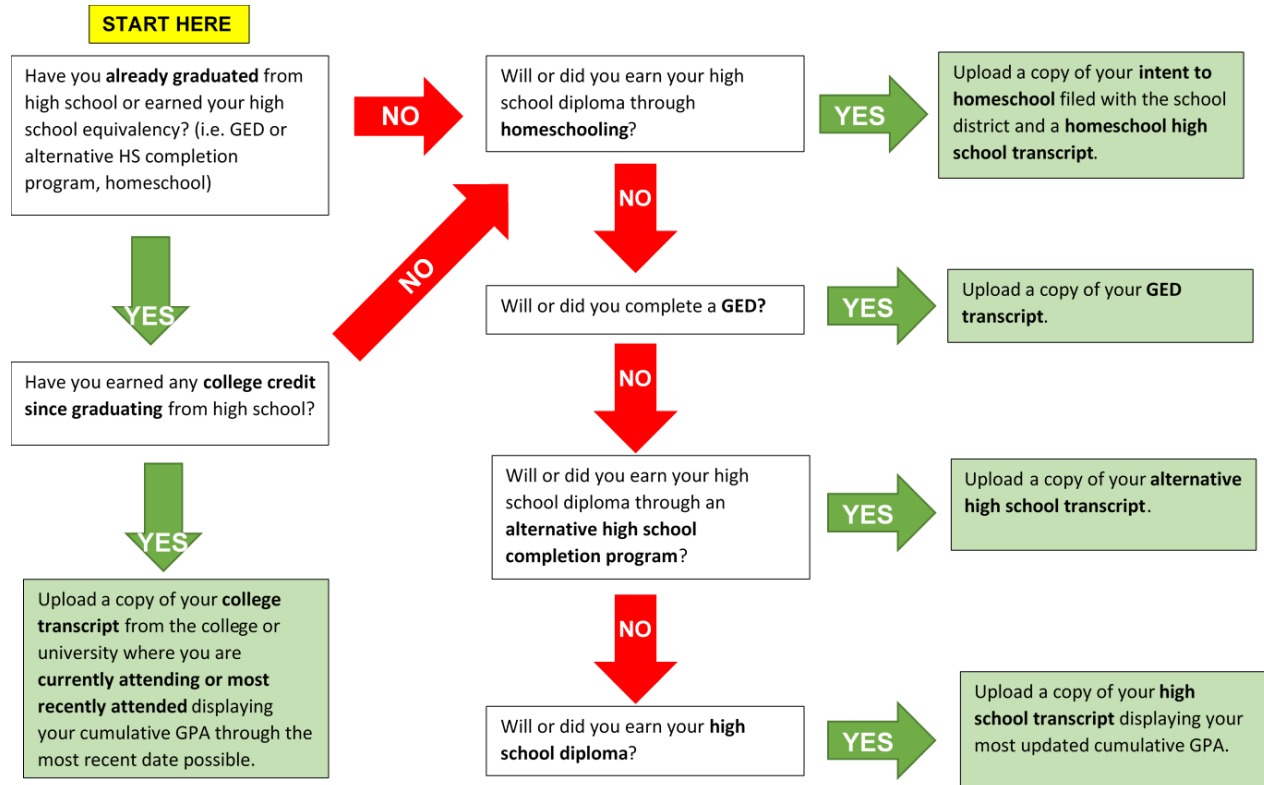 START HERE
Have you already graduated from
high school or earned your high
school equivalency? (i.e. GED or
alternative HS completion
program, homeschool)
NO
Will or did you earn your high
school diploma through
homeschooling?
YES
Upload a copy of your intent to
homeschool filed with the school
district and a homeschool high
school transcript.
YES
NO
NO
Have you earned any college credit
since graduating from high school?
Will or did you complete a GED?
YES
Upload a copy of your GED
transcript.
YES
NO
Upload a copy of your college
transcript from the college or
university where you are
currently attending or most
recently attended displaying
your cumulative GPA through the
most recent date possible.
Will or did you earn your high
school diploma through an
alternative high school
completion program?
YES
Upload a copy of your alternative
high school transcript.
NO
Will or did you earn your high
school diploma?
YES
Upload a copy of your high
school transcript displaying your
most updated cumulative GPA.